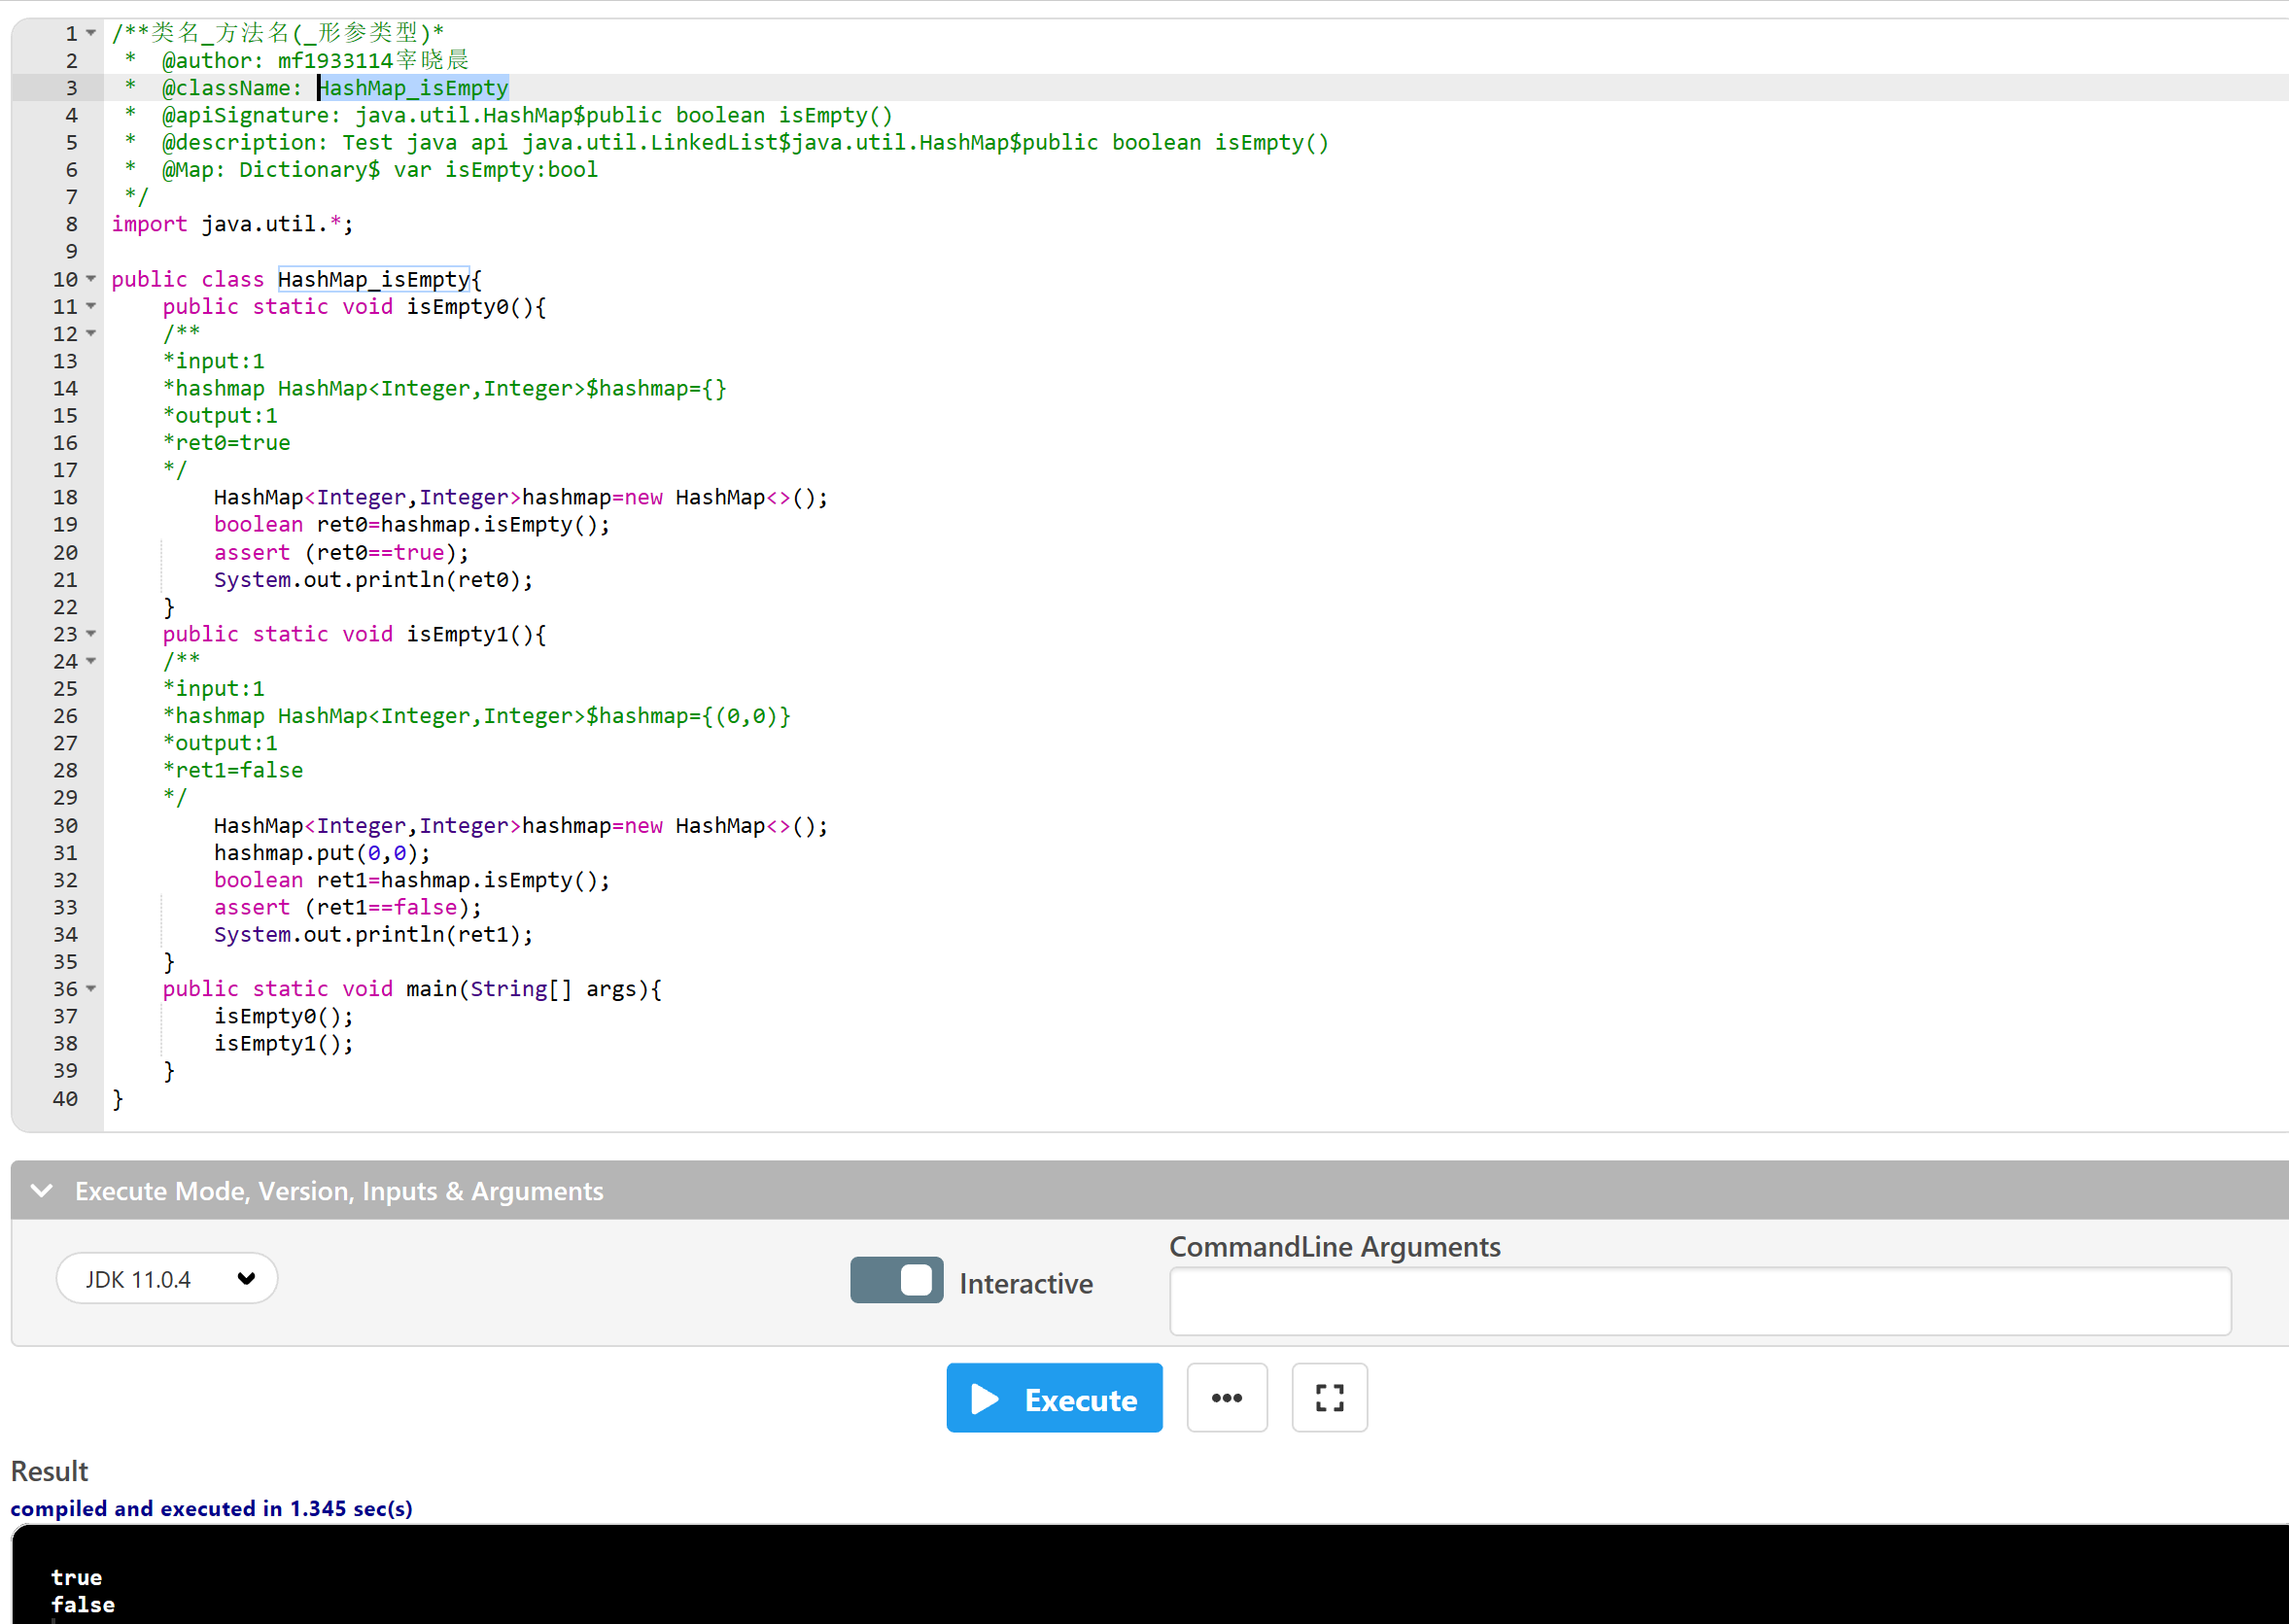 1 /**类名_方法名(_形参类型)*
2  *  @author: mf1933114宰晓晨
3  *  @className: HashMap_isEmpty
4  *  @apiSignature: java.util.HashMap$public boolean isEmpty()
5  *  @description: Test java api java.util.LinkedList$java.util.HashMap$public boolean isEmpty()
6  *  @Map: Dictionary$ var isEmpty:bool
7  */
8 import java.util.*;
9
10 public class HashMap_isEmpty{
11     public static void isEmpty0(){
12     /**
13     *input:1
14     *hashmap HashMap<Integer,Integer>$hashmap={}
15     *output:1
16     *ret0=true
17     */
18         HashMap<Integer,Integer>hashmap=new HashMap<>();
19         boolean ret0=hashmap.isEmpty();
20         assert (ret0==true);
21         System.out.println(ret0);
22     }
23     public static void isEmpty1(){
24     /**
25     *input:1
26     *hashmap HashMap<Integer,Integer>$hashmap={(0,0)}
27     *output:1
28     *ret1=false
29     */
30         HashMap<Integer,Integer>hashmap=new HashMap<>();
31         hashmap.put(0,0);
32         boolean ret1=hashmap.isEmpty();
33         assert (ret1==false);
34         System.out.println(ret1);
35     }
36     public static void main(String[] args){
37         isEmpty0();
38         isEmpty1();
39     }
40 }
Execute Mode, Version, Inputs & Arguments
CommandLine Arguments
JDK 11.0.4
Interactive
Execute
Result
compiled and executed in 1.345 sec(s)
true
false